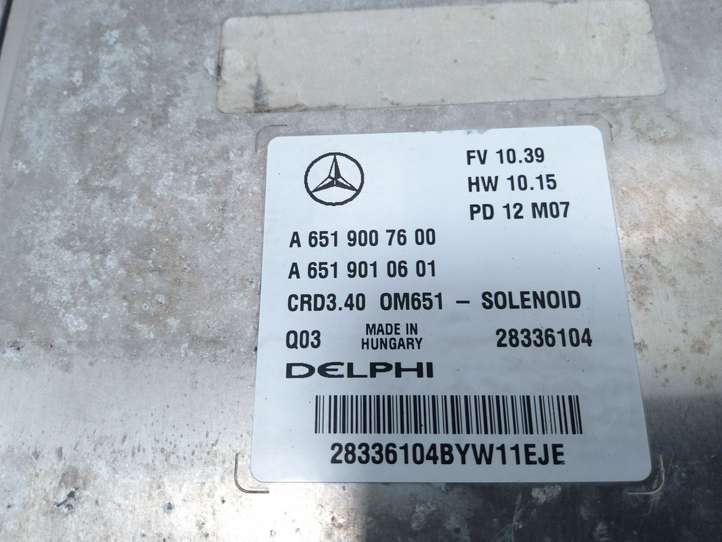 FV 10.39
HW 10.15
PD 12 M07
A 651 900 76 00
A 651 901 06 01
CRD3.40 OM651 - SOLENOID
Q03 MADE IN HUNGARY 28336104
DELPHI
28336104BYW11EJE